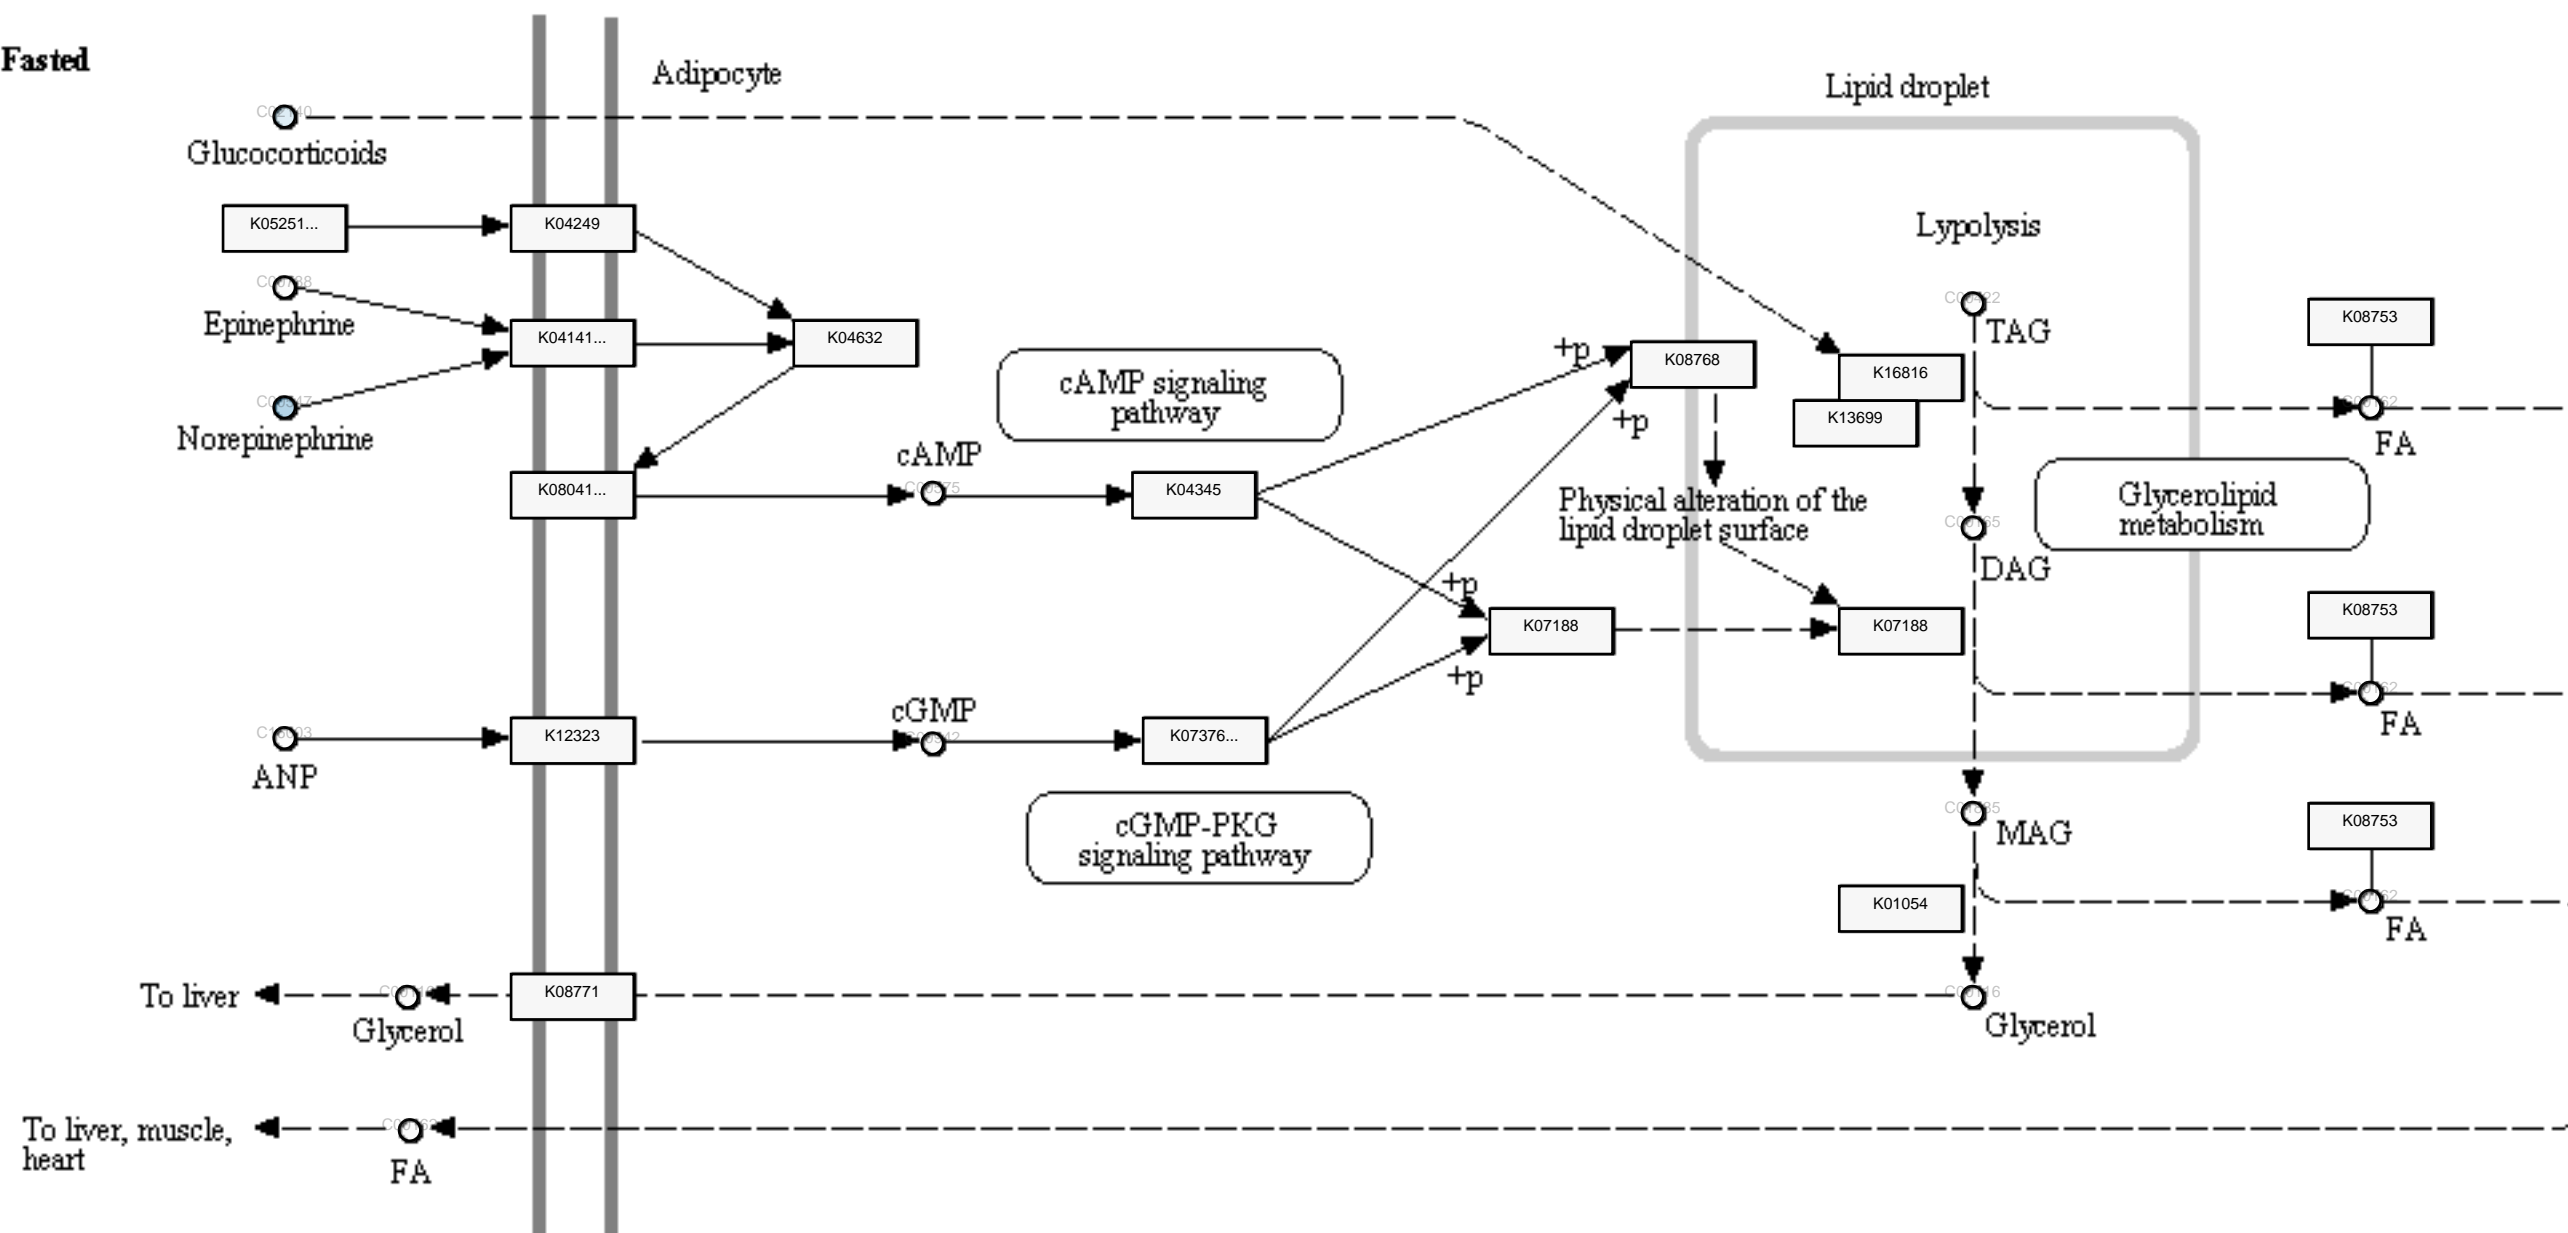 Fasted
Adipocyte
Lipid droplet
Glucocorticoids
K05251...
K04249
Lypolysis
Epinephrine
K04141...
K04632
Norepinephrine
cAMP signaling
pathway
+p
K08768
+p
K16816
K13699
TAG
K08753
FA
K08041...
cAMP
K04345
Physical alteration of the
lipid droplet surface
Glycerolipid
metabolism
DAG
+p
K07188
K07188
+p
K08753
FA
ANP
K12323
cGMP
K07376...
cGMP-PKG
signaling pathway
MAG
K08753
K01054
FA
To liver
Glycerol
K08771
Glycerol
To liver, muscle,
heart
FA